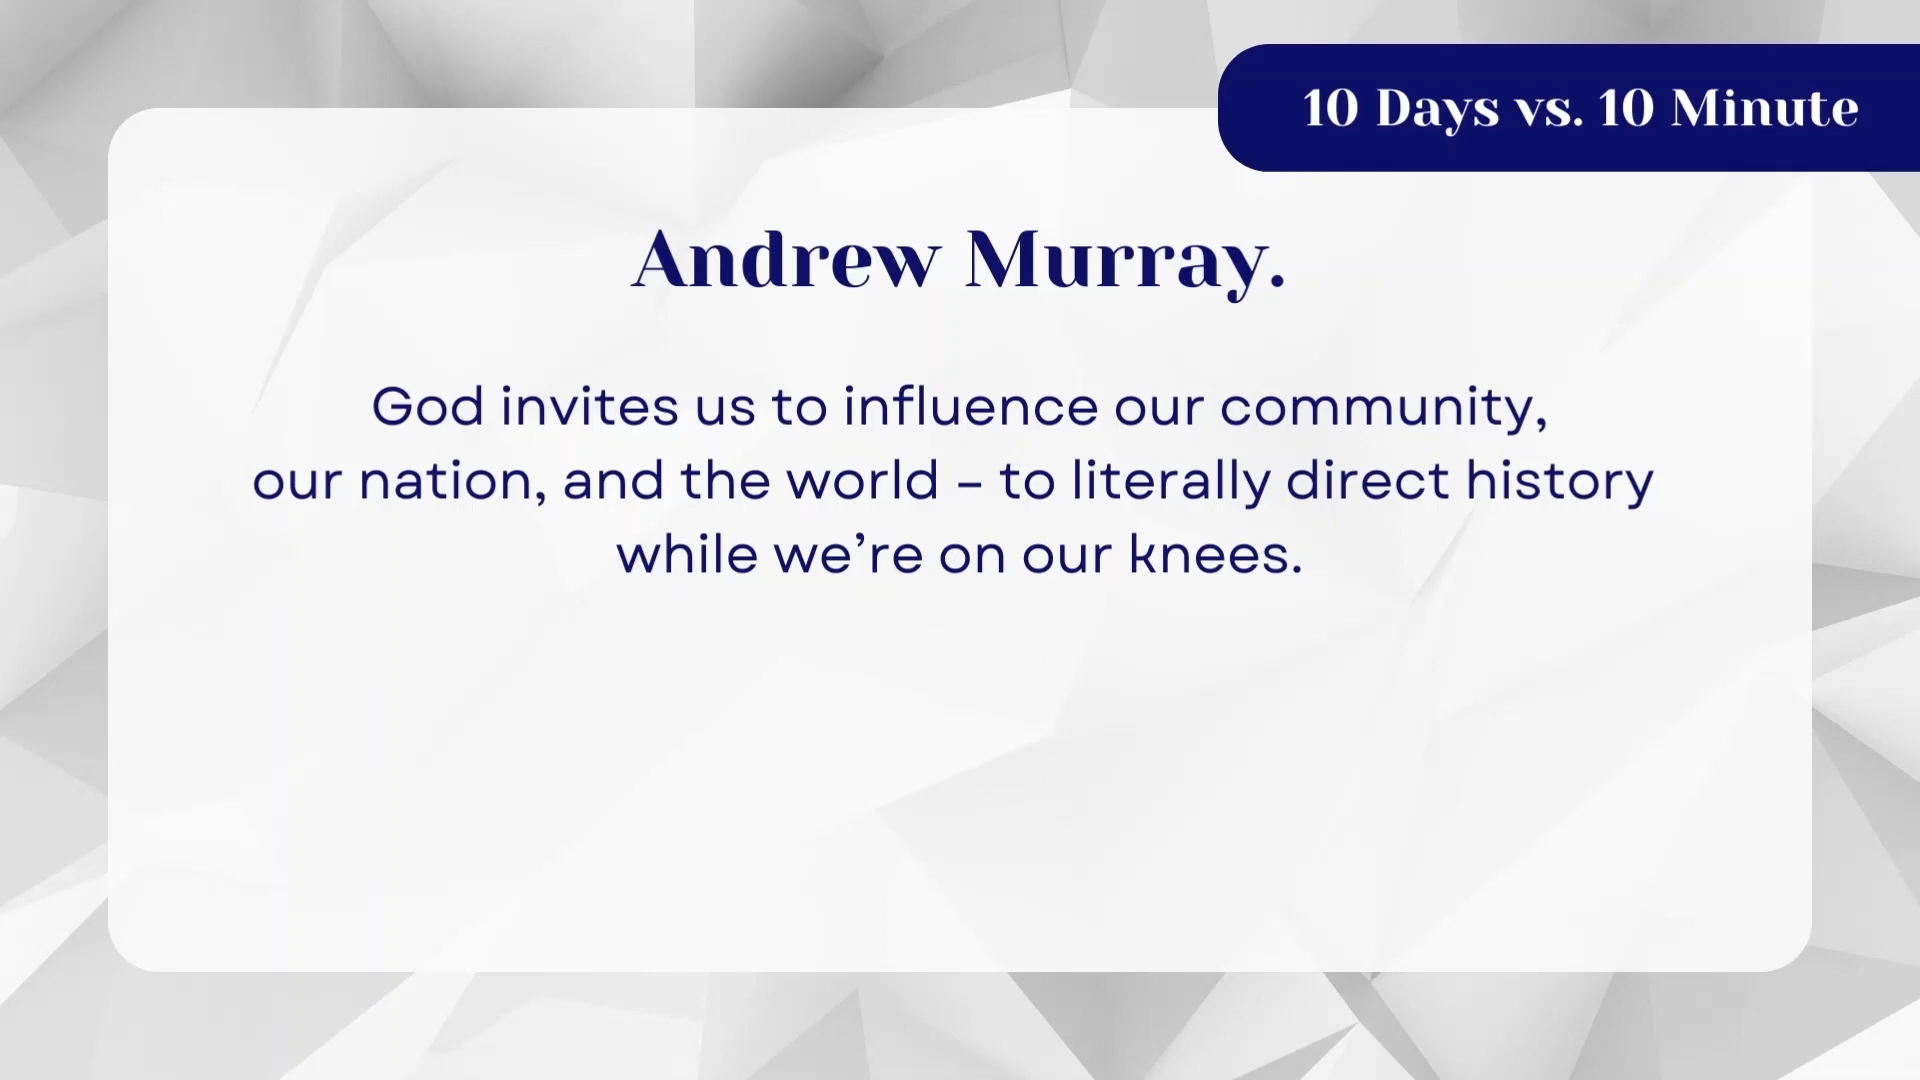 10 Days vs. 10 Minute
Andrew Murray.
God invites us to influence our community,
our nation, and the world – to literally direct history
while we’re on our knees.